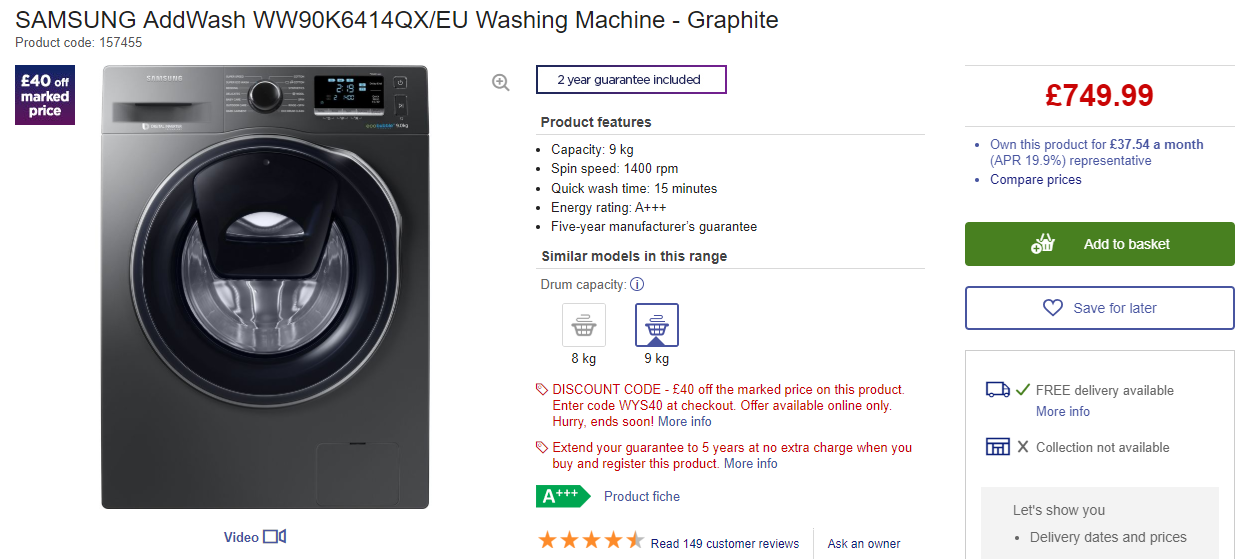 SAMSUNG AddWash WW90K6414QX/EU Washing Machine - Graphite
Product code: 157455
£40 off
marked
price
SAMSUNG
2 year guarantee included
Product features
Capacity: 9 kg
Spin speed: 1400 rpm
Quick wash time: 15 minutes
Energy rating: A+++
Five-year manufacturer's guarantee
Similar models in this range
Drum capacity:
8 kg
9 kg
DISCOUNT CODE - £40 off the marked price on this product.
Enter code WYS40 at checkout. Offer available online only.
Hurry, ends soon! More info
Extend your guarantee to 5 years at no extra charge when you
buy and register this product. More info
A+++ Product fiche
Read 149 customer reviews
Ask an owner
Video
£749.99
Own this product for £37.54 a month
(APR 19.9%) representative
Compare prices
Add to basket
Save for later
FREE delivery available
More info
Collection not available
Let's show you
Delivery dates and prices